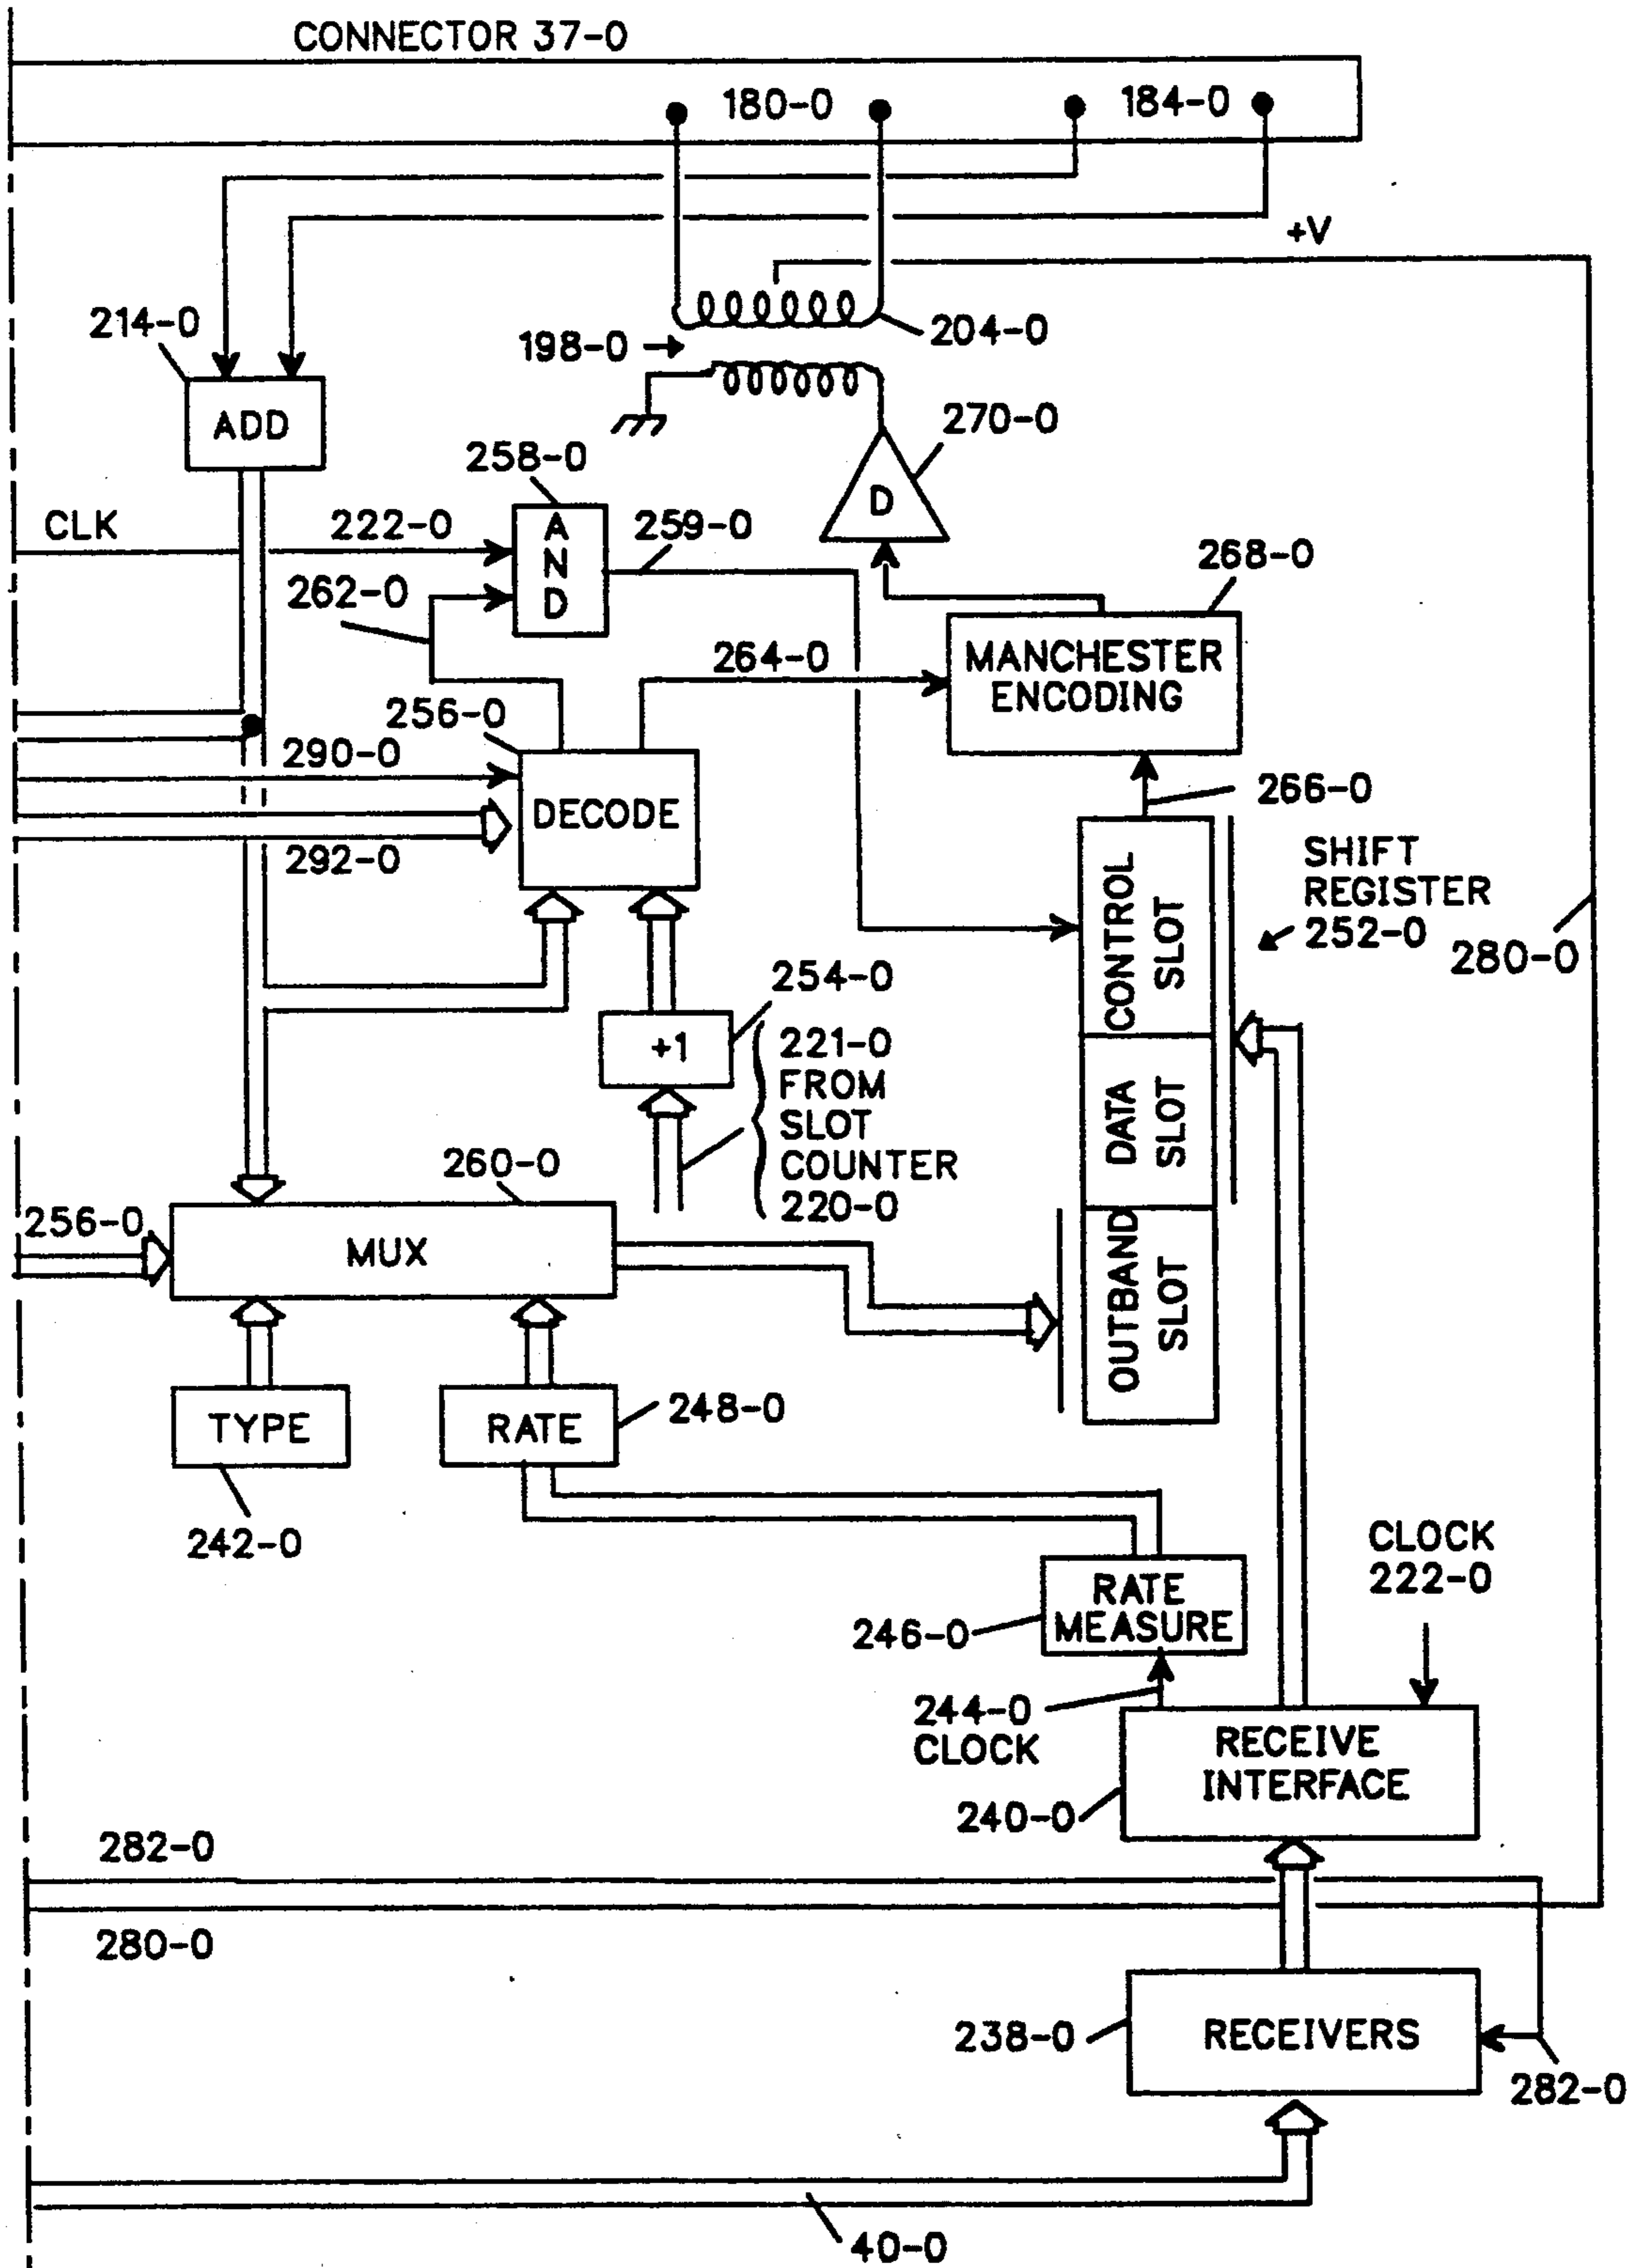 CONNECTOR 37-0
180-0
184-0
+V
214-0
204-0
198-0
ADD
270-0
258-0
D
CLK
222-0
AND
259-0
268-0
262-0
264-0
MANCHESTER
ENCODING
256-0
290-0
266-0
DECODE
292-0
SHIFT
REGISTER
252-0
CONTROL
SLOT
280-0
254-0
+1
221-0
FROM
SLOT
COUNTER
220-0
DATA
SLOT
260-0
256-0
MUX
OUTBAND
SLOT
TYPE
RATE
248-0
242-0
CLOCK
222-0
RATE
MEASURE
246-0
244-0
CLOCK
RECEIVE
INTERFACE
240-0
282-0
280-0
238-0
RECEIVERS
282-0
40-0